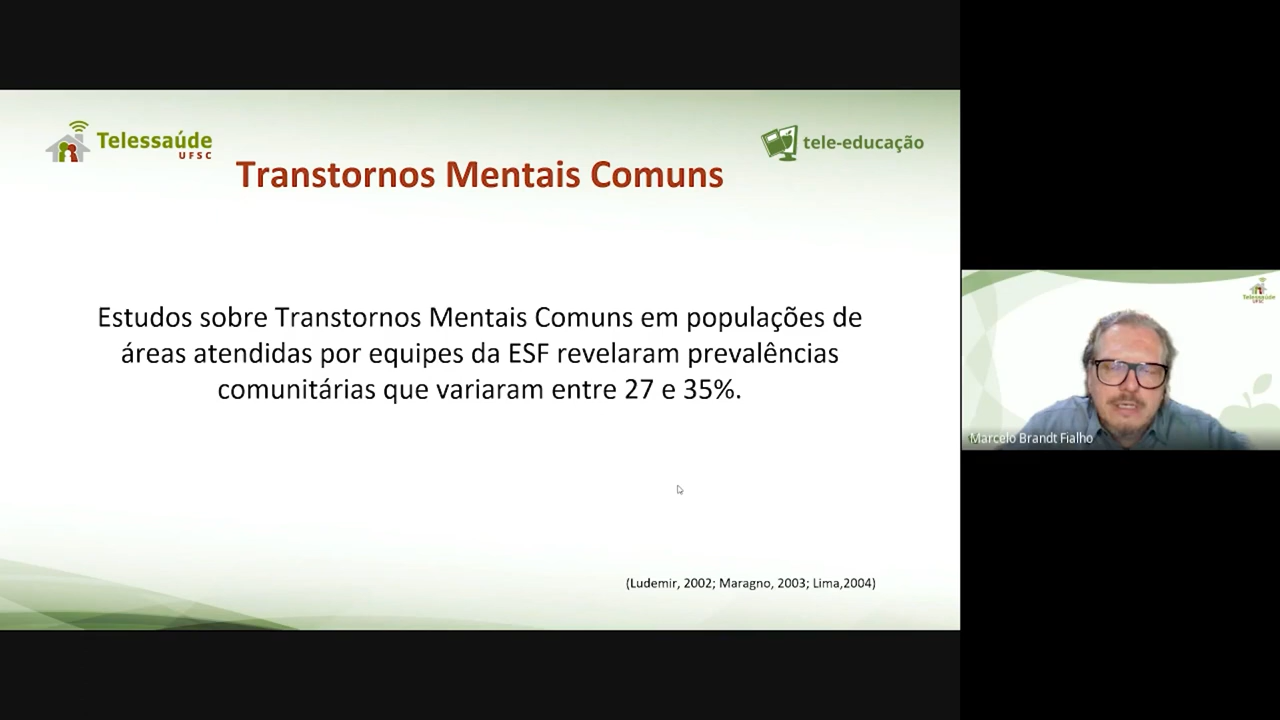 Telessaúde
UFSC
tele-educação
Transtornos Mentais Comuns
Estudos sobre Transtornos Mentais Comuns em populações de
áreas atendidas por equipes da ESF revelaram prevalências
comunitárias que variaram entre 27 e 35%.
(Ludemir, 2002; Maragno, 2003; Lima,2004)
Telessaúde
UFSC
Marcelo Brandt Fialho